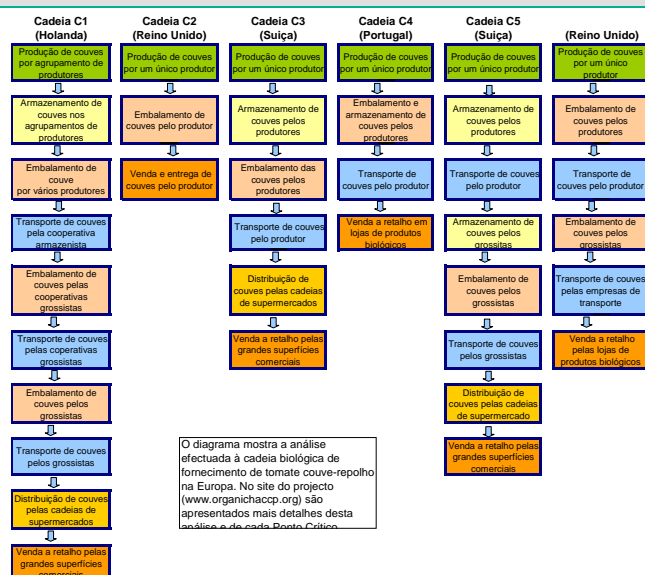 Cadeia C1
(Holanda)
Produção de couves
por agrupamento de
produtores
Armazenamento de
couves nos
agrupamentos de
produtores
Embalamento de
couve
por vários produtores
Transporte de couves
pela cooperativa
armazenista
Embalamento de
couves pelas
cooperativas
grossistas
Transporte de couves
pelas coperativas
grossistas
Embalamento de
couves pelos
grossistas
Transporte de couves
pelos grossistas
Distribuição de couves
pelas cadeias de
supermercados
Venda a retalho pelas
grandes superfícies
comerciais
Cadeia C2
(Reino Unido)
Produção de couves
por um único produtor
Embalamento de
couves pelo produtor
Venda e entrega de
couves pelo produtor
Cadeia C3
(Suiça)
Produção de couves
por um único produtor
Armazenamento de
couves pelos
produtores
Embalamento das
couves pelos
produtores
Transporte de couves
pelo produtor
Distribuição de
couves pelas cadeias
de supermercados
Venda a retalho pelas
grandes superfícies
comerciais
Cadeia C4
(Portugal)
Produção de couves
por um único produtor
Embalamento e
armazenamento de
couves pelos
produtores
Transporte de
couves pelo produtor
Venda a retalho em
lojas de produtos
biológicos
Cadeia C5
(Suiça)
Produção de couves
por um único produtor
Armazenamento de
couves pelos
produtores
Transporte de couves
pelo produtor
Armazenamento de
couves pelos
grossitas
Embalamento de
couves pelos
grossistas
Transporte de couves
pelos grossistas
Distribuição de
couves pelas cadeias
de supermercado
Venda a retalho pelas
grandes superfícies
comerciais
(Reino Unido)
Produção de couves
por um único
produtor
Embalamento de
couves pelos
produtores
Transporte de
couves pelo produtor
Embalamento de
couves pelos
grossistas
Transporte de couves
pelas empresas de
transporte
Venda a retalho
pelas lojas de
produtos biológicos
O diagrama mostra a análise
efectuada à cadeia biológica de
fornecimento de tomate couve-repolho
na Europa. No site do projecto
(www.organichaccp.org) são
apresentados mais detalhes desta
análise e de cada Ponto Crítico